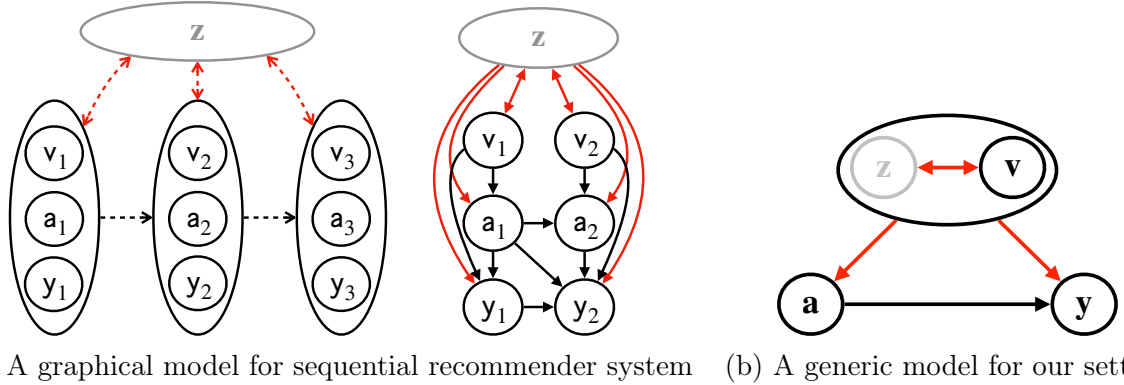 z
v1 v2 v3
a1 a2 a3
y1 y2 y3
z
v1 v2
a1 a2
y1 y2
z v
a y
A graphical model for sequential recommender system
(b) A generic model for our sett